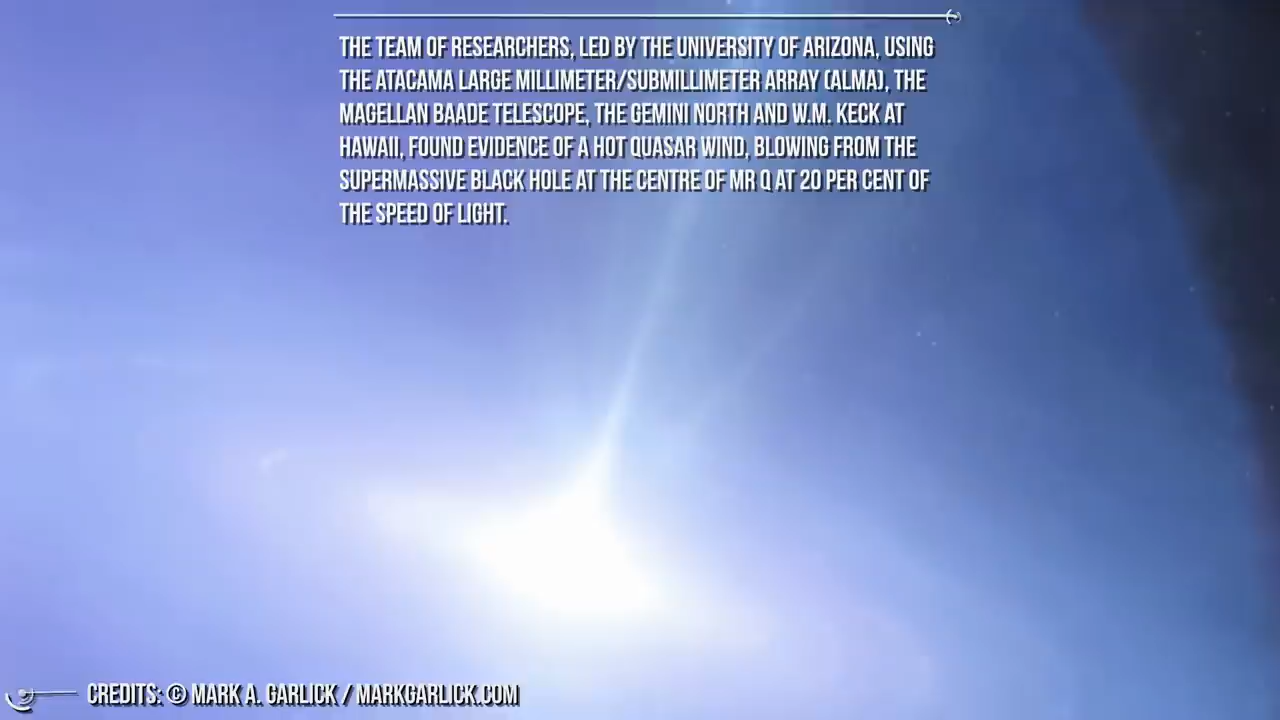 THE TEAM OF RESEARCHERS, LED BY THE UNIVERSITY OF ARIZONA, USING
THE ATACAMA LARGE MILLIMETER/SUBMILLIMETER ARRAY (ALMA), THE
MAGELLAN BAADE TELESCOPE, THE GEMINI NORTH AND W.M. KECK AT
HAWAII, FOUND EVIDENCE OF A HOT QUASAR WIND, BLOWING FROM THE
SUPERMASSIVE BLACK HOLE AT THE CENTRE OF MR Q AT 20 PER CENT OF
THE SPEED OF LIGHT.
CREDITS: © MARK A. GARLICK / MARKGARLICK.COM